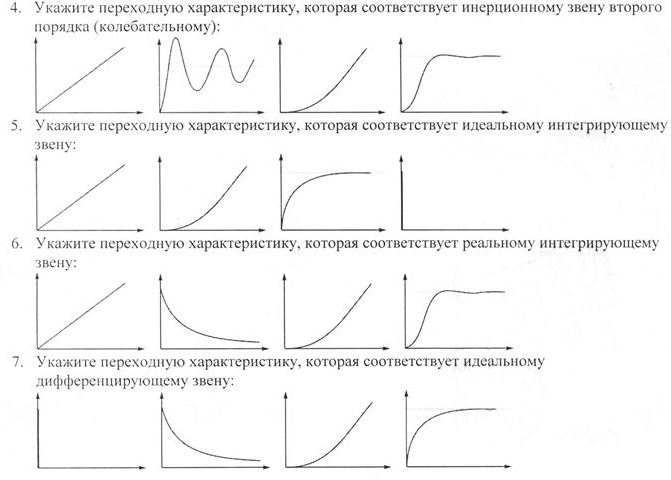 4. Укажите переходную характеристику, которая соответствует инерционному звену второго
порядка (колебательному):
5. Укажите переходную характеристику, которая соответствует идеальному интегрирующему
звену:
6. Укажите переходную характеристику, которая соответствует реальному интегрирующему
звену:
7. Укажите переходную характеристику, которая соответствует идеальному
дифференцирующему звену: